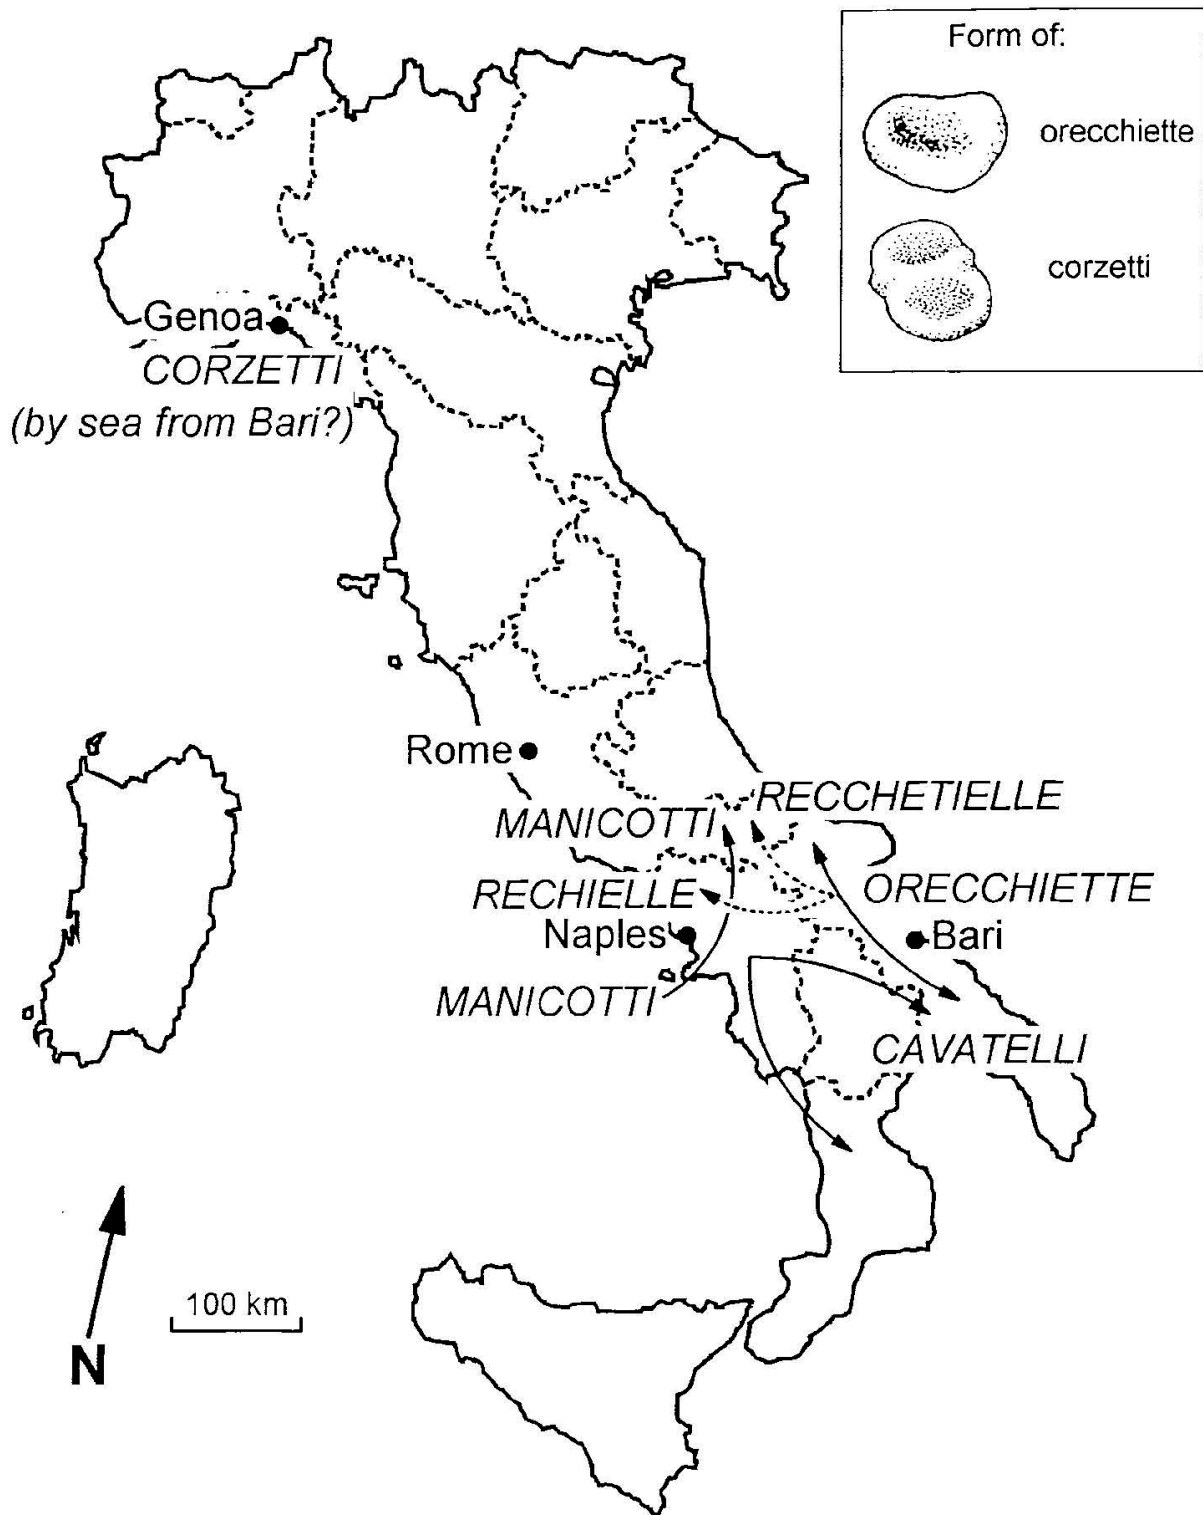 Form of:
orecchiette
corzetti
Genoa
CORZETTI
(by sea from Bari?)
Rome
RECCHETIELLE
MANICOTTI
RECHIELLE
ORECCHIETTE
Naples
Bari
MANICOTTI
CAVATELLI
100 km
N